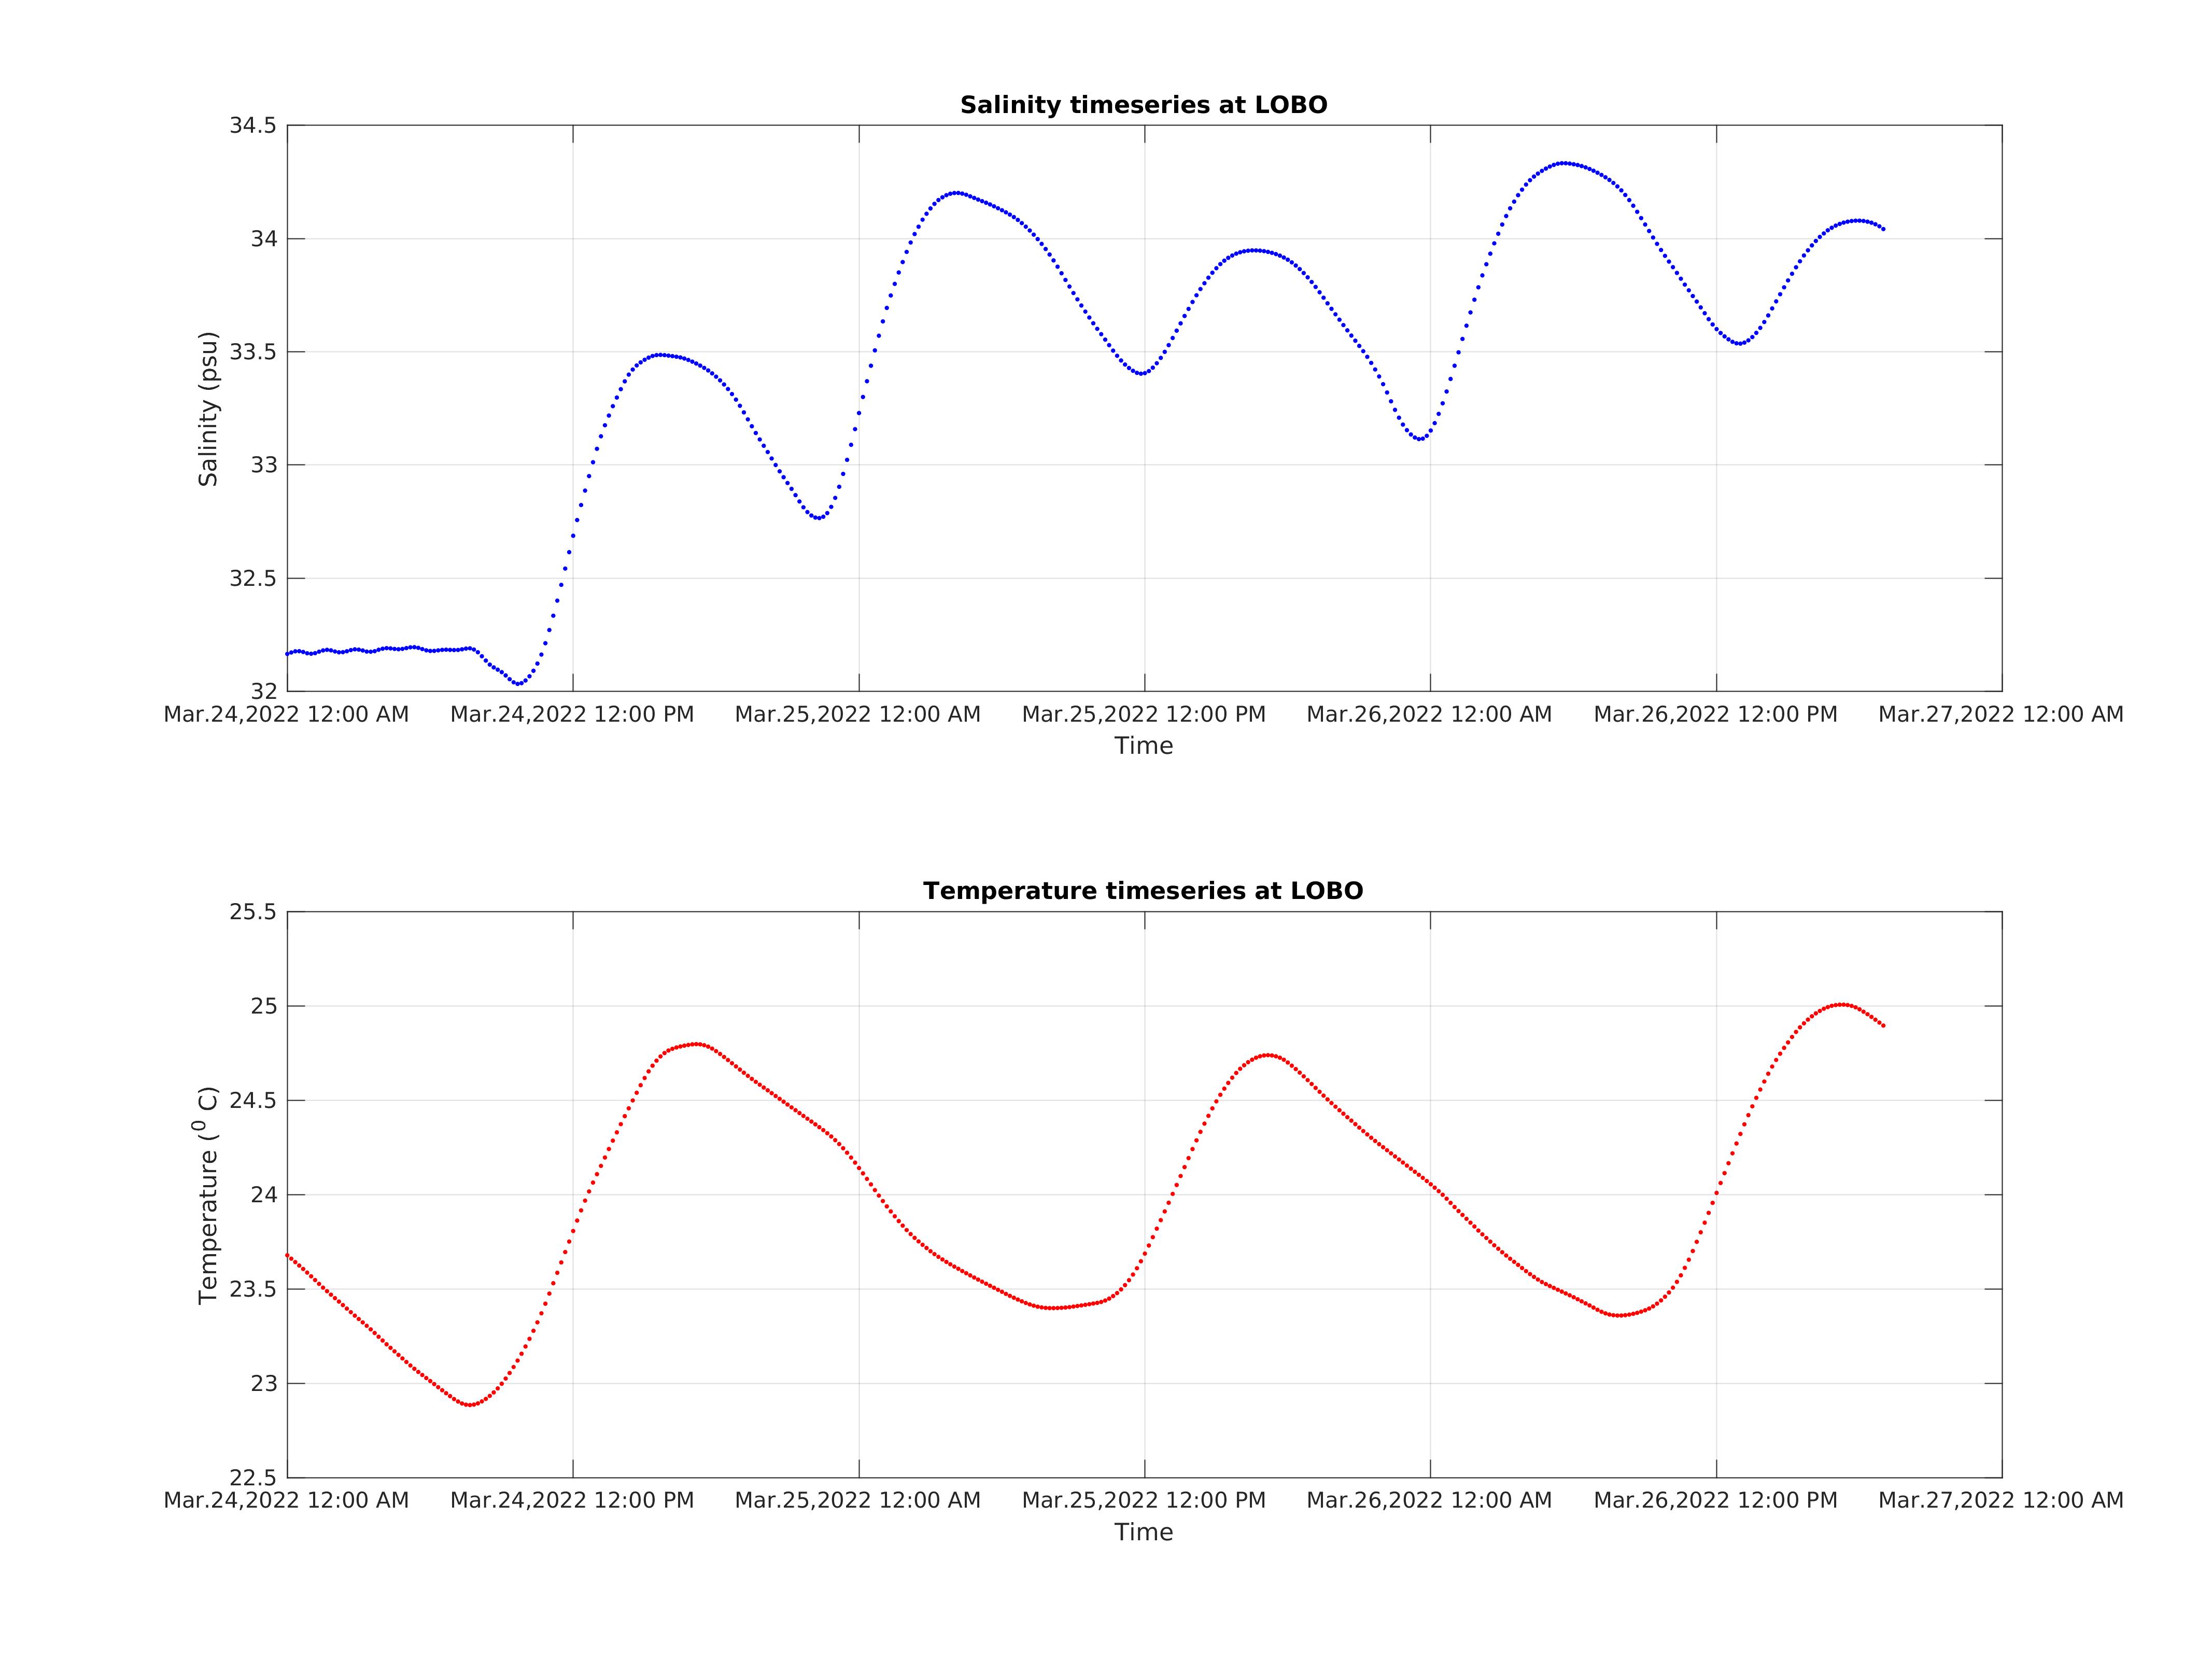 Salinity timeseries at LOBO
34.5
34
33.5
33
32.5
32
Salinity (psu)
Mar.24,2022 12:00 AM Mar.24,2022 12:00 PM Mar.25,2022 12:00 AM Mar.25,2022 12:00 PM Mar.26,2022 12:00 AM Mar.26,2022 12:00 PM Mar.27,2022 12:00 AM
Time
Temperature timeseries at LOBO
25.5
25
24.5
24
23.5
23
22.5
Temperature (⁰ C)
Mar.24,2022 12:00 AM Mar.24,2022 12:00 PM Mar.25,2022 12:00 AM Mar.25,2022 12:00 PM Mar.26,2022 12:00 AM Mar.26,2022 12:00 PM Mar.27,2022 12:00 AM
Time